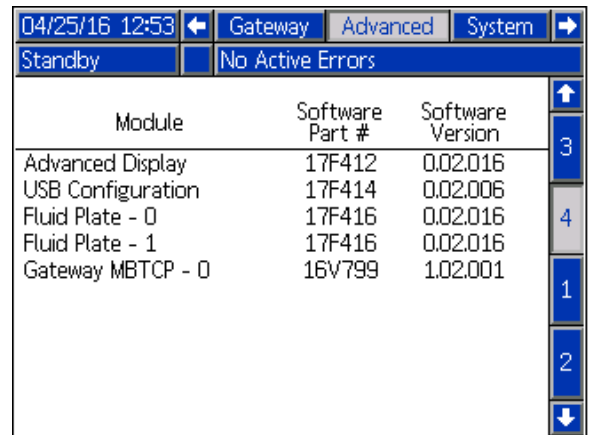 04/25/16 12:53 Gateway Advanced System
Standby No Active Errors
Module Software Part # Software Version
Advanced Display 17F412 0.02.016
USB Configuration 17F414 0.02.006
Fluid Plate - 0 17F416 0.02.016
Fluid Plate - 1 17F416 0.02.016
Gateway MBTCP - 0 16V799 1.02.001
3
4
1
2